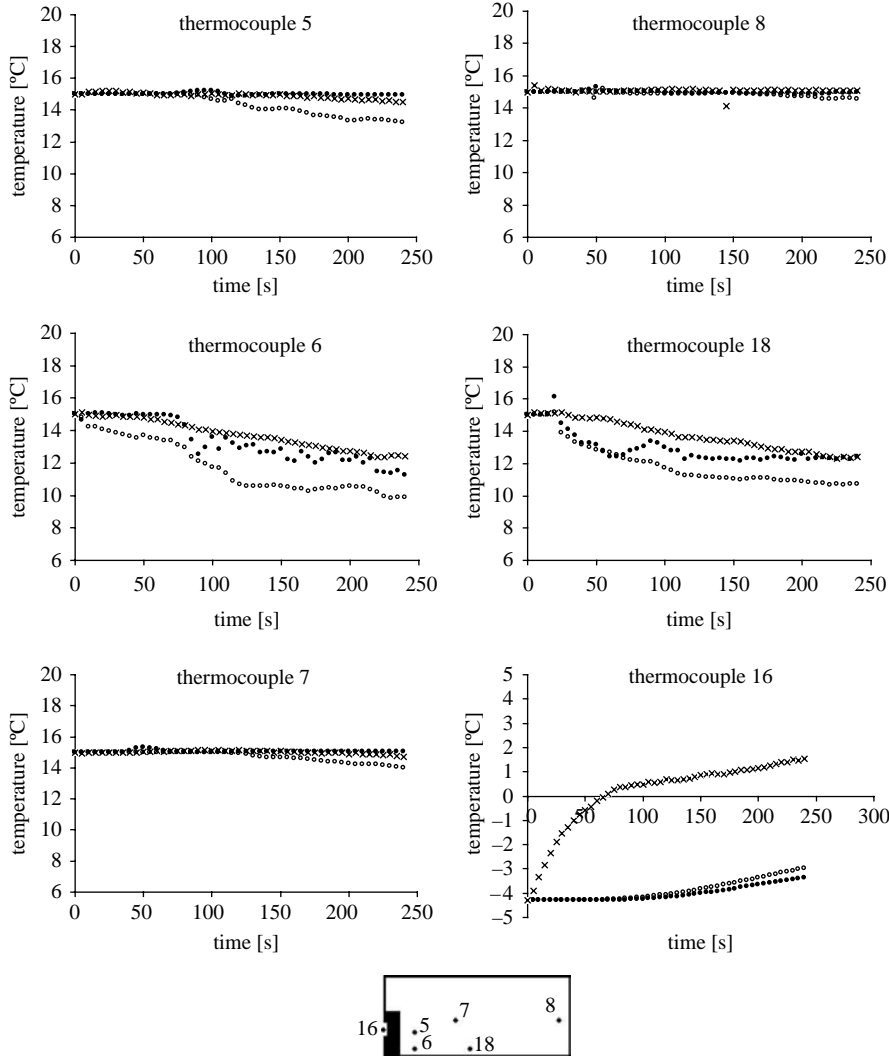 thermocouple 5
20
18
16
14
12
10
8
6
temperature [ºC]
0 50 100 150 200 250
time [s]
thermocouple 8
20
18
16
14
12
10
8
6
temperature [ºC]
0 50 100 150 200 250
time [s]
thermocouple 6
20
18
16
14
12
10
8
6
temperature [ºC]
0 50 100 150 200 250
time [s]
thermocouple 18
20
18
16
14
12
10
8
6
temperature [ºC]
0 50 100 150 200 250
time [s]
thermocouple 7
20
18
16
14
12
10
8
6
temperature [ºC]
0 50 100 150 200 250
time [s]
thermocouple 16
5
4
3
2
1
0
–1
–2
–3
–4
–5
temperature [ºC]
0 50 100 150 200 250 300
time [s]
7 8
16 5
6 18